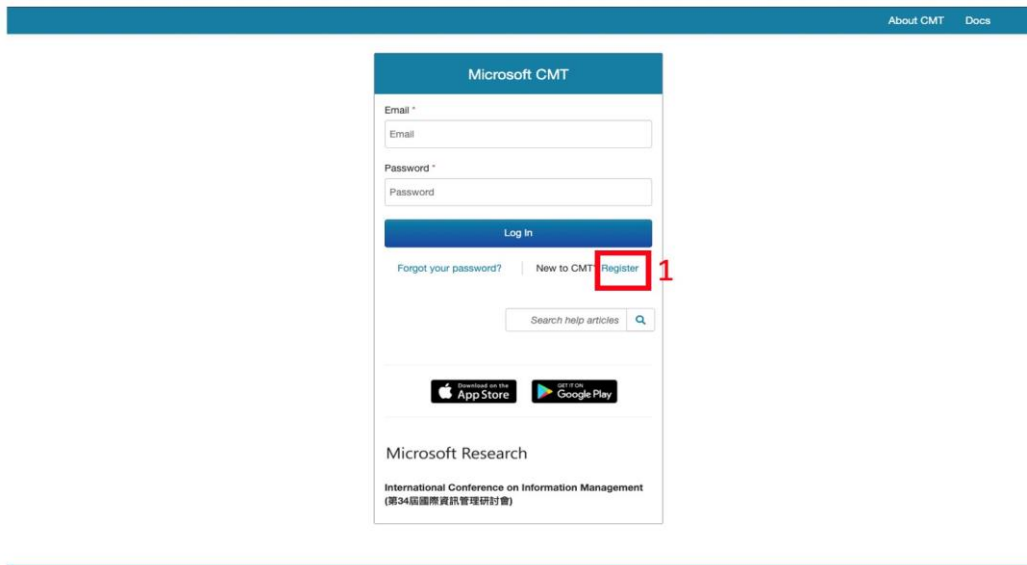 About CMT Docs
Microsoft CMT
Email *
Email
Password *
Password
Log In
Forgot your password? New to CMT? Register 1
Search help articles
Download on the
App Store
GET IT ON
Google Play
Microsoft Research
International Conference on Information Management
(第34屆國際資訊管理研討會)